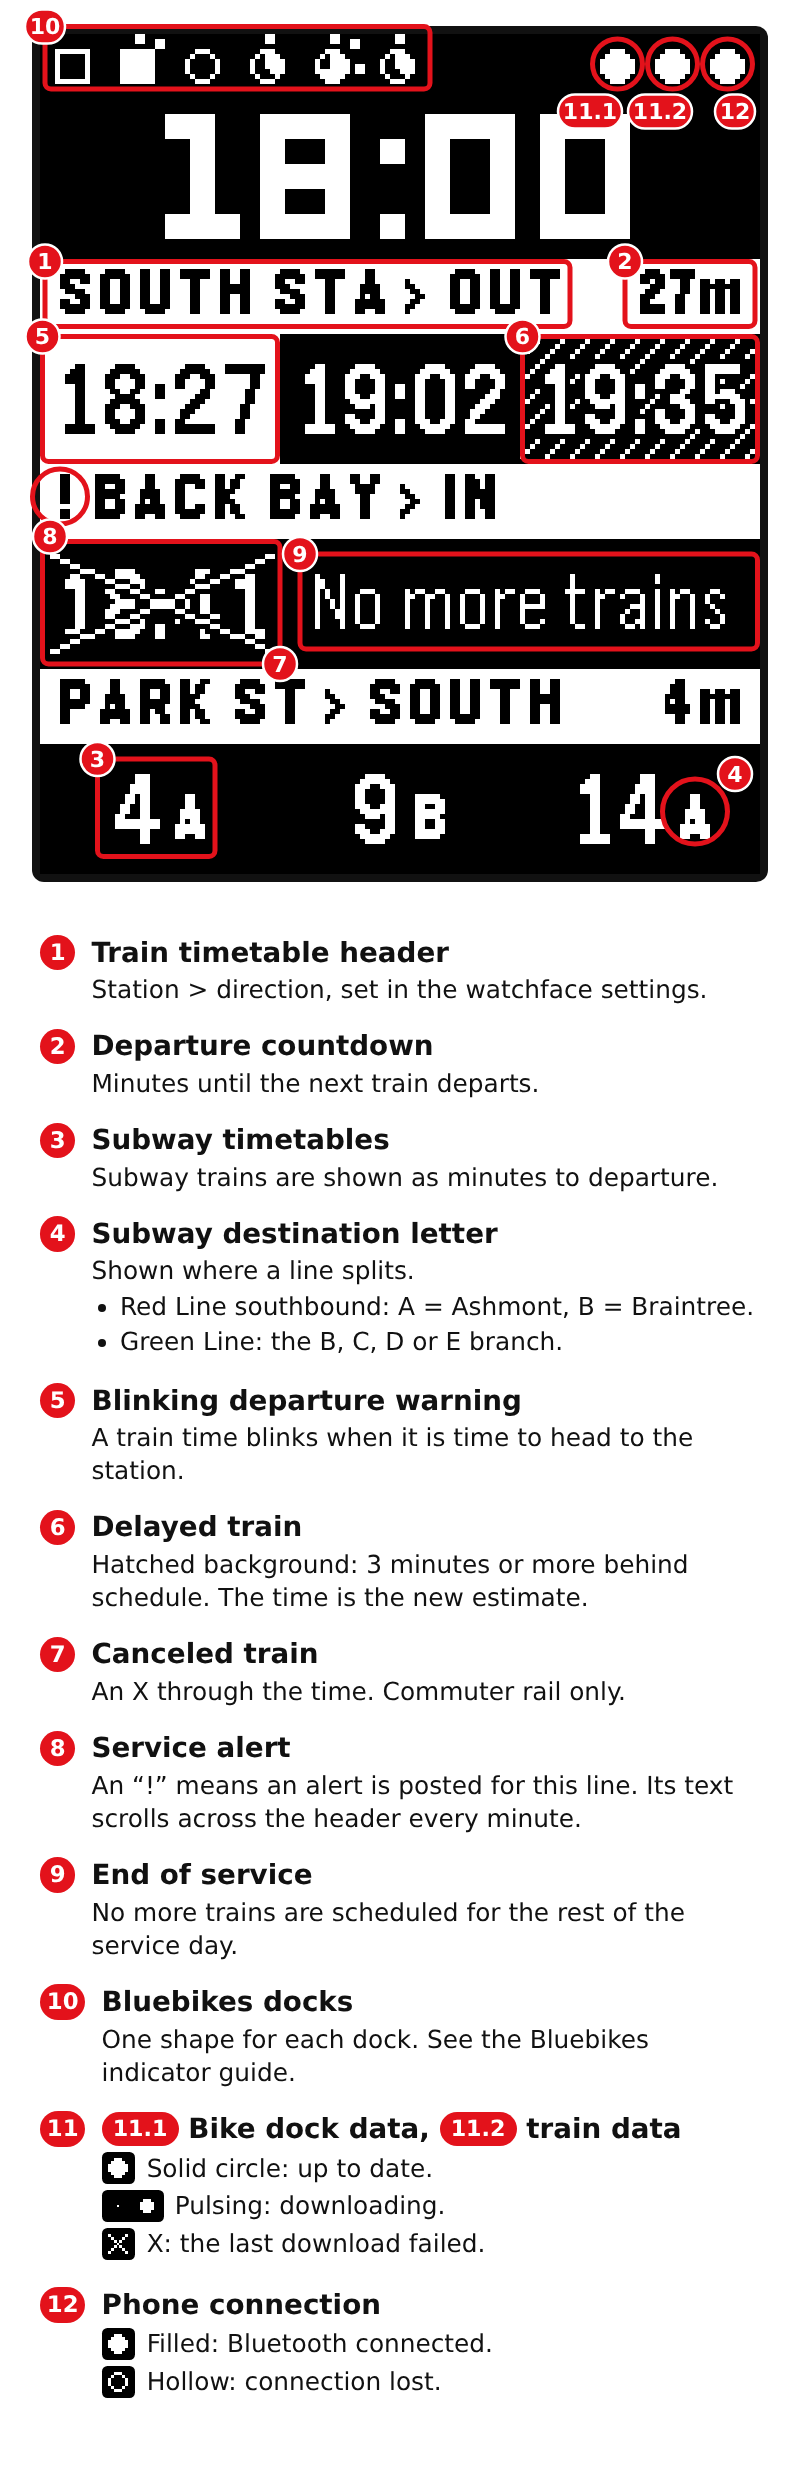 10
11.1 11.2 12
18:00
1 2
SOUTH STA > OUT 27m
5 6
18:27 19:02 19:35
! BACK BAY > IN
8 9
No more trains
7
PARK ST > SOUTH 4m
3 4
4 A 9 B 14 A
1 Train timetable header
Station > direction, set in the watchface settings.
2 Departure countdown
Minutes until the next train departs.
3 Subway timetables
Subway trains are shown as minutes to departure.
4 Subway destination letter
Shown where a line splits.
• Red Line southbound: A = Ashmont, B = Braintree.
• Green Line: the B, C, D or E branch.
5 Blinking departure warning
A train time blinks when it is time to head to the
station.
6 Delayed train
Hatched background: 3 minutes or more behind
schedule. The time is the new estimate.
7 Canceled train
An X through the time. Commuter rail only.
8 Service alert
An “!” means an alert is posted for this line. Its text
scrolls across the header every minute.
9 End of service
No more trains are scheduled for the rest of the
service day.
10 Bluebikes docks
One shape for each dock. See the Bluebikes
indicator guide.
11 11.1 Bike dock data, 11.2 train data
Solid circle: up to date.
Pulsing: downloading.
X: the last download failed.
12 Phone connection
Filled: Bluetooth connected.
Hollow: connection lost.